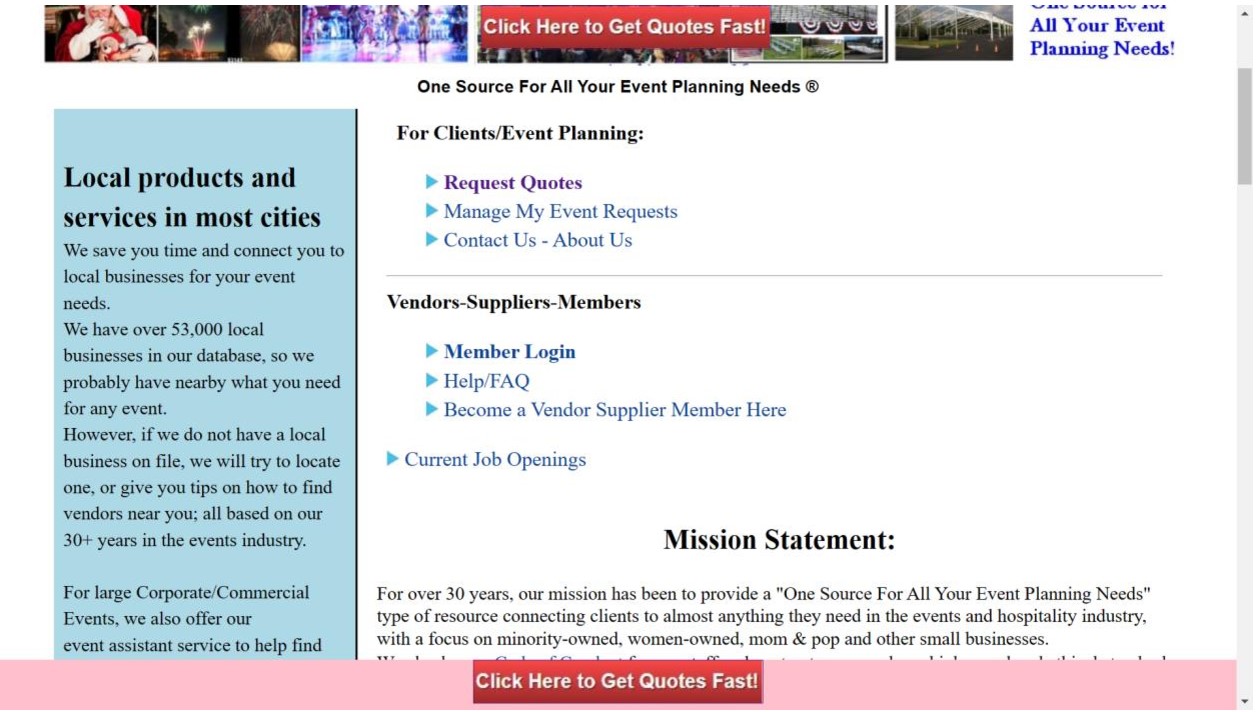 Click Here to Get Quotes Fast!
One Source for
All Your Event
Planning Needs!
One Source For All Your Event Planning Needs ®
Local products and
services in most cities
We save you time and connect you to
local businesses for your event
needs.
We have over 53,000 local
businesses in our database, so we
probably have nearby what you need
for any event.
However, if we do not have a local
business on file, we will try to locate
one, or give you tips on how to find
vendors near you; all based on our
30+ years in the events industry.
For large Corporate/Commercial
Events, we also offer our
event assistant service to help find
For Clients/Event Planning:
Request Quotes
Manage My Event Requests
Contact Us - About Us
Vendors-Suppliers-Members
Member Login
Help/FAQ
Become a Vendor Supplier Member Here
Current Job Openings
Mission Statement:
For over 30 years, our mission has been to provide a "One Source For All Your Event Planning Needs"
type of resource connecting clients to almost anything they need in the events and hospitality industry,
with a focus on minority-owned, women-owned, mom & pop and other small businesses.
Click Here to Get Quotes Fast!